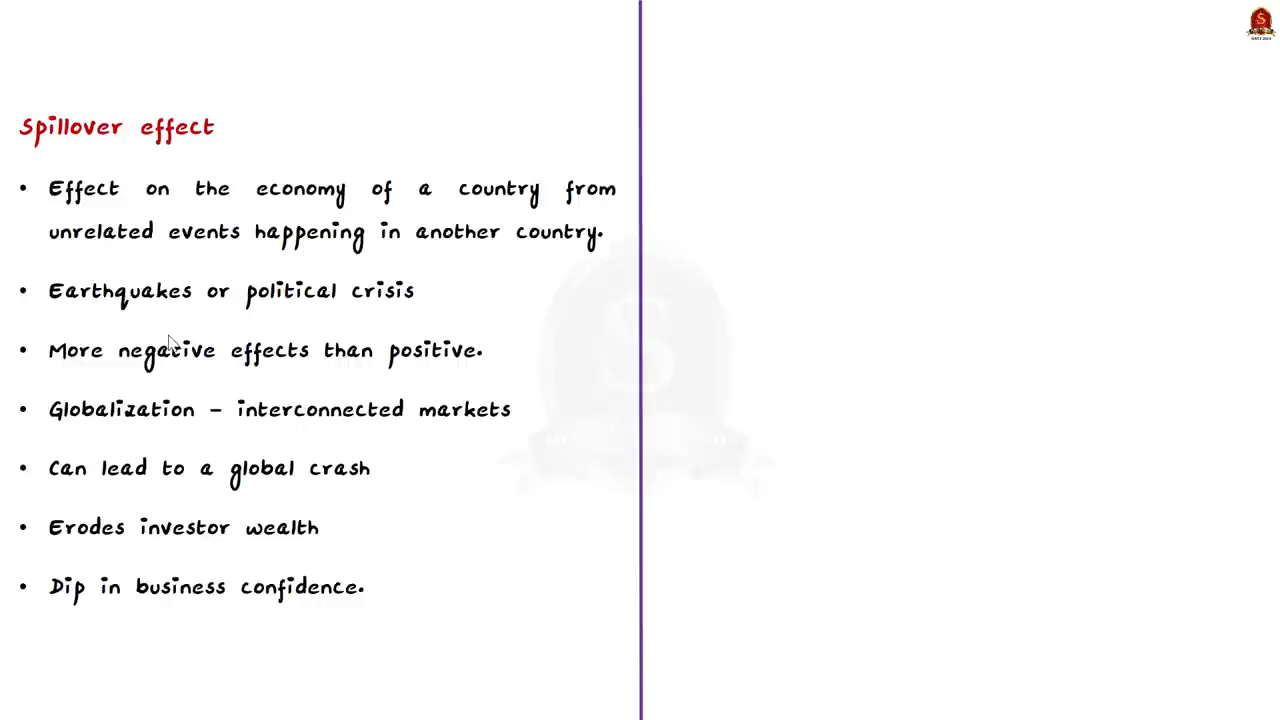 Spillover effect
• Effect on the economy of a country from
unrelated events happening in another country.
• Earthquakes or political crisis
• More negative effects than positive.
• Globalization - interconnected markets
• Can lead to a global crash
• Erodes investor wealth
• Dip in business confidence.